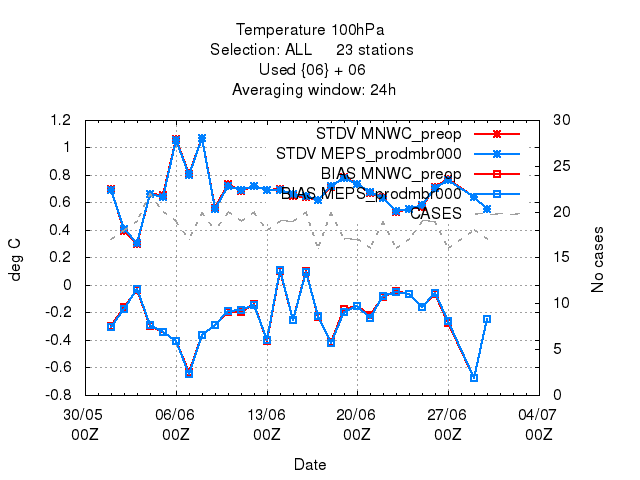 Temperature 100hPa
Selection: ALL 23 stations
Used {06} + 06
Averaging window: 24h
STDV MNWC_preop
STDV MEPS_prodmbr000
BIAS MNWC_preop
BIAS MEPS_prodmbr000
CASES
1.2
1
0.8
0.6
0.4
0.2
0
-0.2
-0.4
-0.6
-0.8
deg C
30
25
20
15
10
5
0
No cases
30/05 06/06 13/06 20/06 27/06 04/07
00Z 00Z 00Z 00Z 00Z 00Z
Date